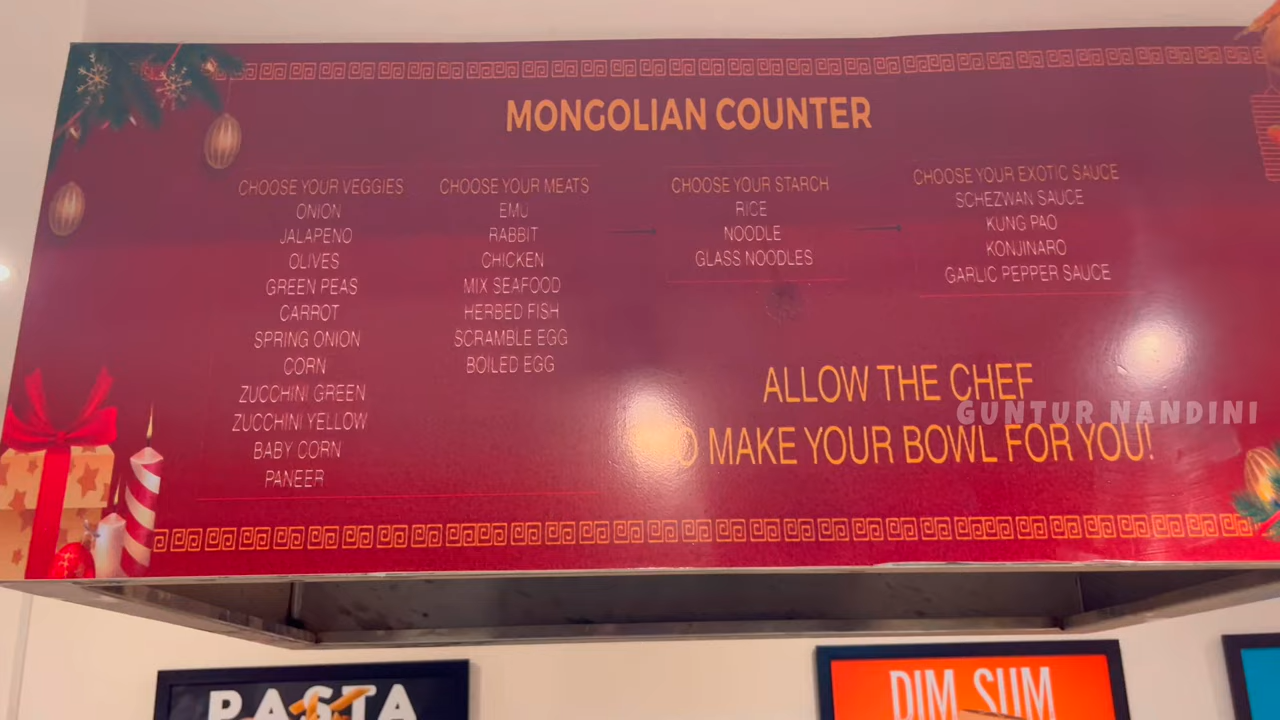 MONGOLIAN COUNTER
CHOOSE YOUR VEGGIES
ONION
JALAPENO
OLIVES
GREEN PEAS
CARROT
SPRING ONION
CORN
ZUCCHINI GREEN
ZUCCHINI YELLOW
BABY CORN
PANEER
CHOOSE YOUR MEATS
EMU
RABBIT
CHICKEN
MIX SEAFOOD
HERBED FISH
SCRAMBLE EGG
BOILED EGG
CHOOSE YOUR STARCH
RICE
NOODLE
GLASS NOODLES
CHOOSE YOUR EXOTIC SAUCE
SCHEZWAN SAUCE
KUNG PAO
KONJINARO
GARLIC PEPPER SAUCE
ALLOW THE CHEF
MAKE YOUR BOWL FOR YOU!
GUNTUR NANDINI
PASTA
DIM SUM